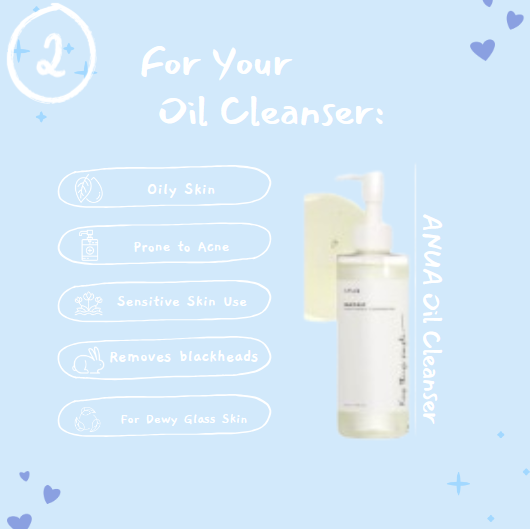 2
For Your
Oil Cleanser:
Oily Skin
Prone to Acne
Sensitive Skin Use
Removes blackheads
For Dewy Glass Skin
ANUA Oil Cleanser